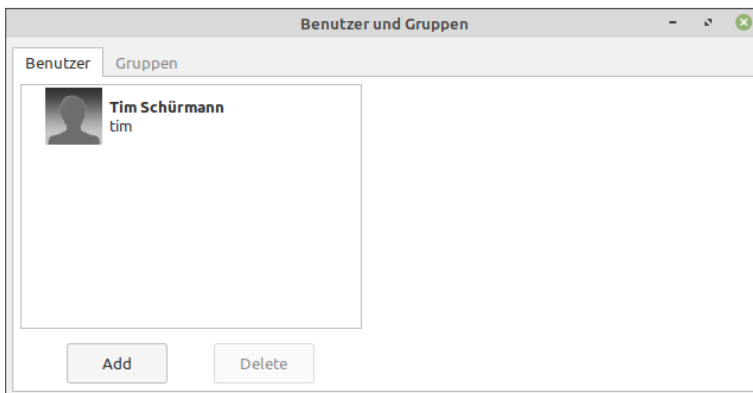 Benutzer und Gruppen
Benutzer Gruppen
Tim Schürmann
tim
Add Delete